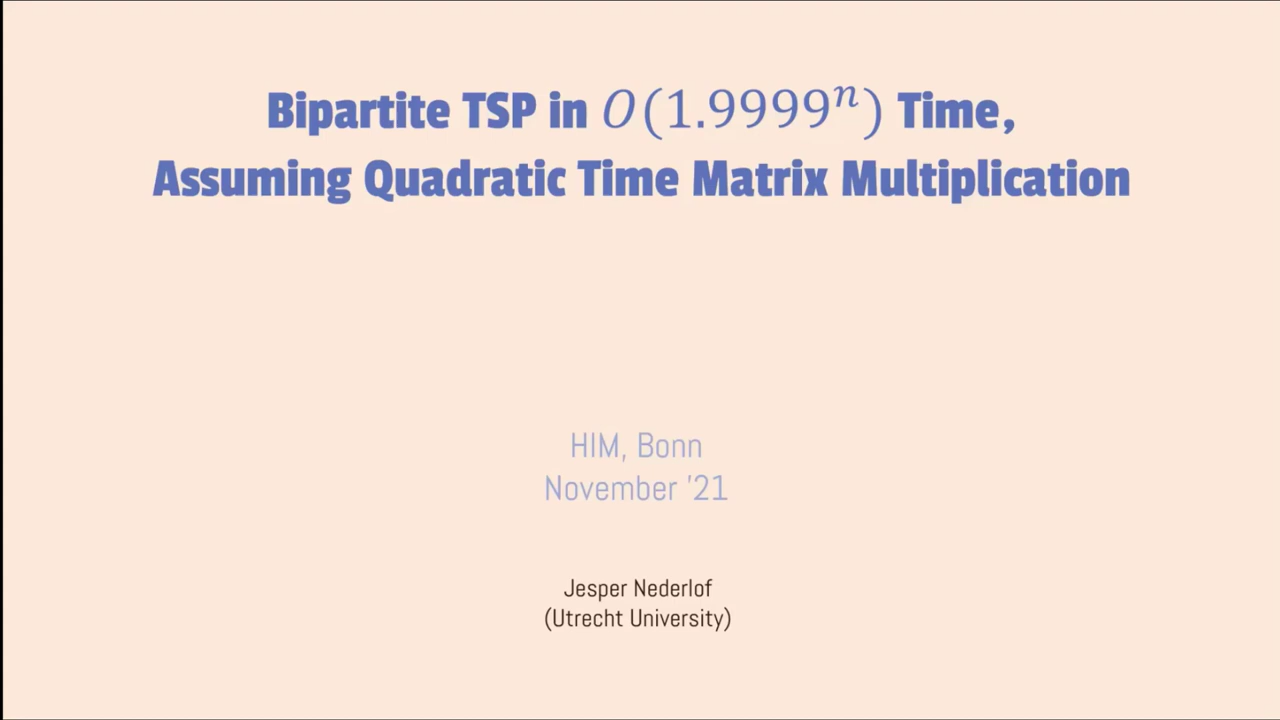 Bipartite TSP in O(1.9999ⁿ) Time,
Assuming Quadratic Time Matrix Multiplication
HIM, Bonn
November '21
Jesper Nederlof
(Utrecht University)